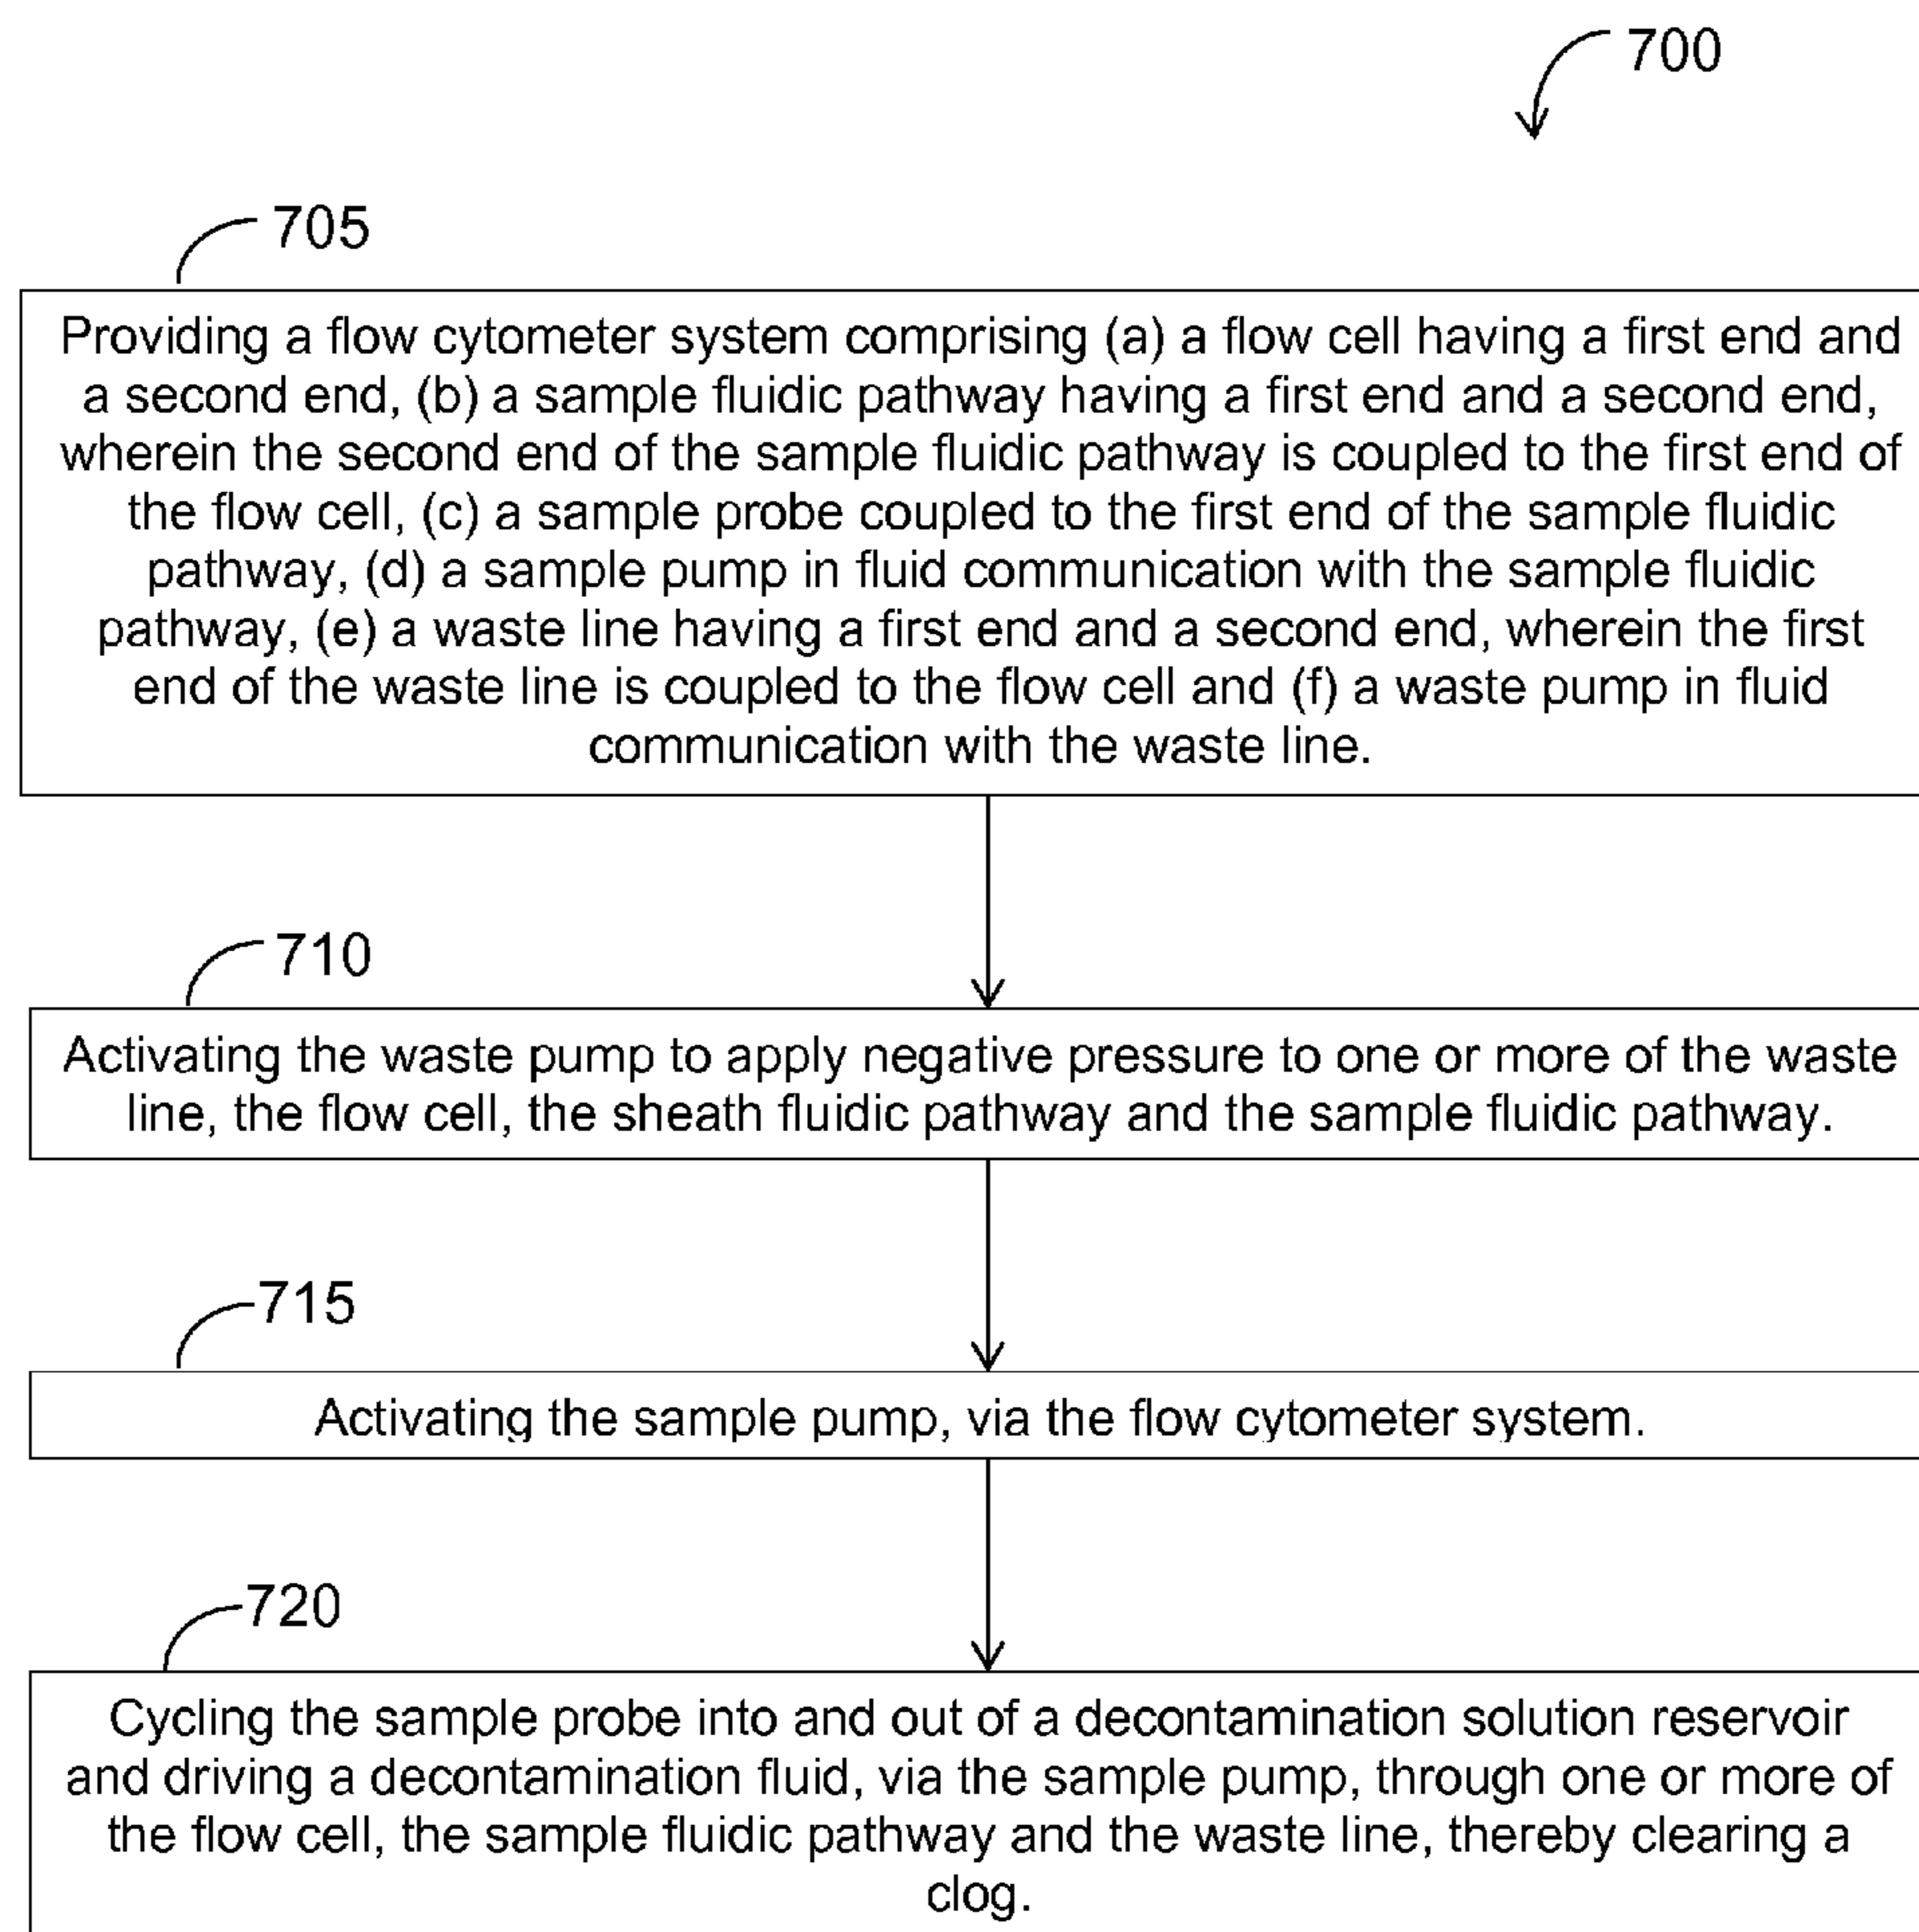 700
705
Providing a flow cytometer system comprising (a) a flow cell having a first end and
a second end, (b) a sample fluidic pathway having a first end and a second end,
wherein the second end of the sample fluidic pathway is coupled to the first end of
the flow cell, (c) a sample probe coupled to the first end of the sample fluidic
pathway, (d) a sample pump in fluid communication with the sample fluidic
pathway, (e) a waste line having a first end and a second end, wherein the first
end of the waste line is coupled to the flow cell and (f) a waste pump in fluid
communication with the waste line.
710
Activating the waste pump to apply negative pressure to one or more of the waste
line, the flow cell, the sheath fluidic pathway and the sample fluidic pathway.
715
Activating the sample pump, via the flow cytometer system.
720
Cycling the sample probe into and out of a decontamination solution reservoir
and driving a decontamination fluid, via the sample pump, through one or more of
the flow cell, the sample fluidic pathway and the waste line, thereby clearing a
clog.